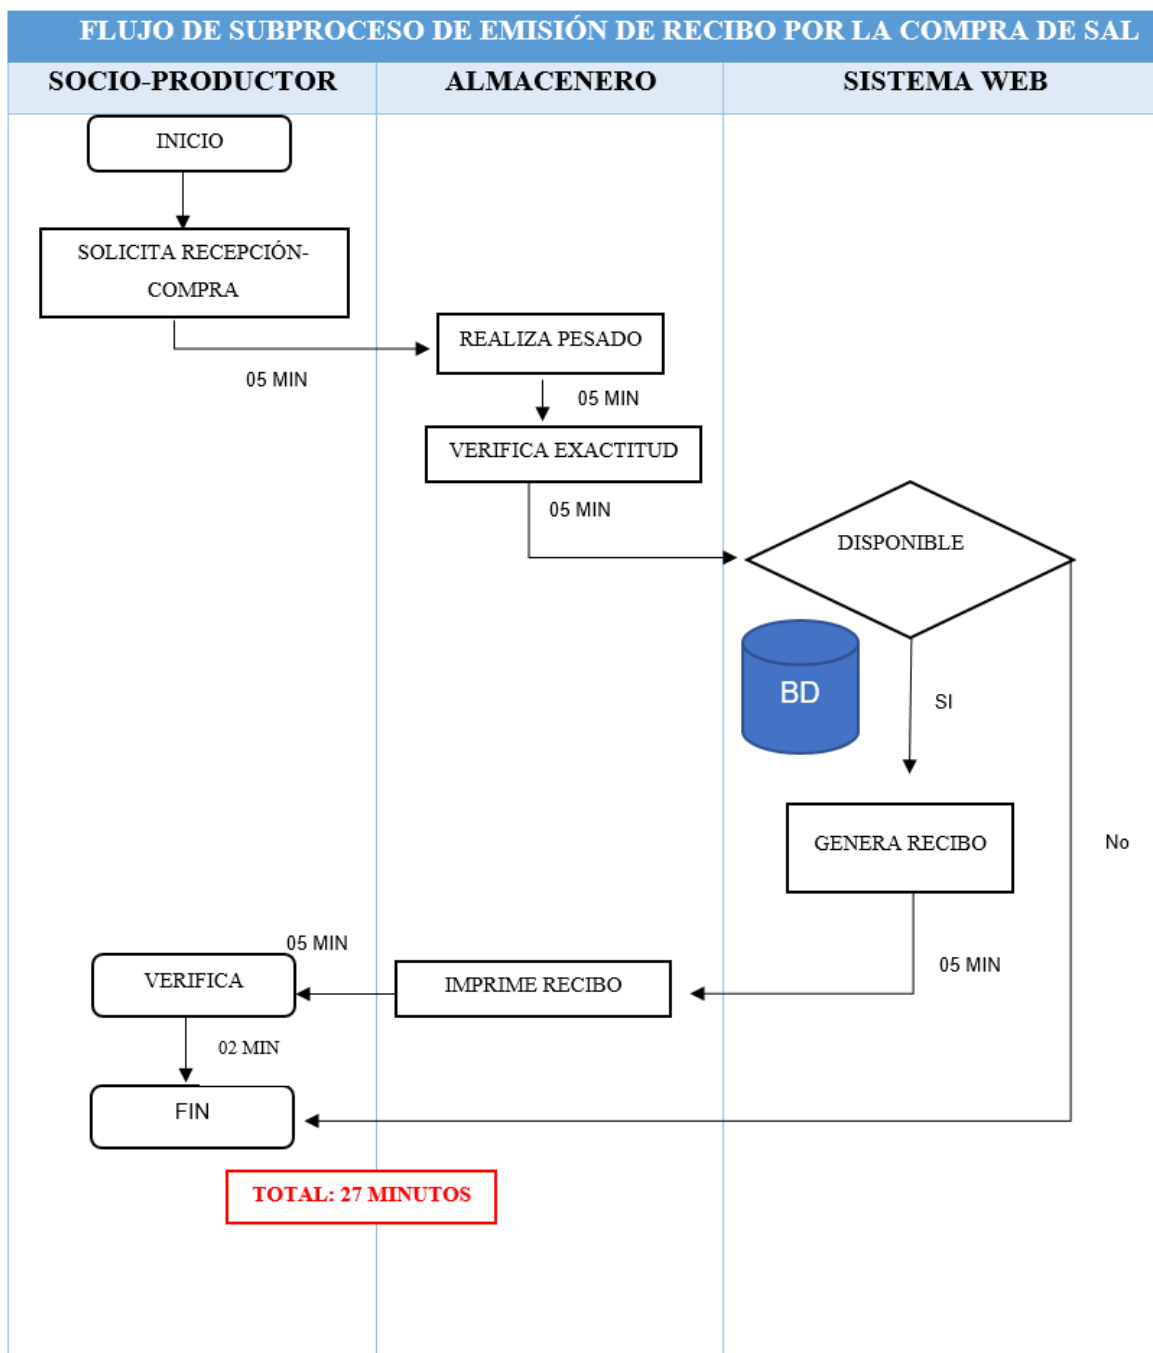 FLUJO DE SUBPROCESO DE EMISIÓN DE RECIBO POR LA COMPRA DE SAL
SOCIO-PRODUCTOR
ALMACENERO
SISTEMA WEB
INICIO
SOLICITA RECEPCIÓN-
COMPRA
05 MIN
REALIZA PESADO
05 MIN
VERIFICA EXACTITUD
05 MIN
DISPONIBLE
BD
SI
No
GENERA RECIBO
05 MIN
IMPRIME RECIBO
05 MIN
VERIFICA
02 MIN
FIN
TOTAL: 27 MINUTOS